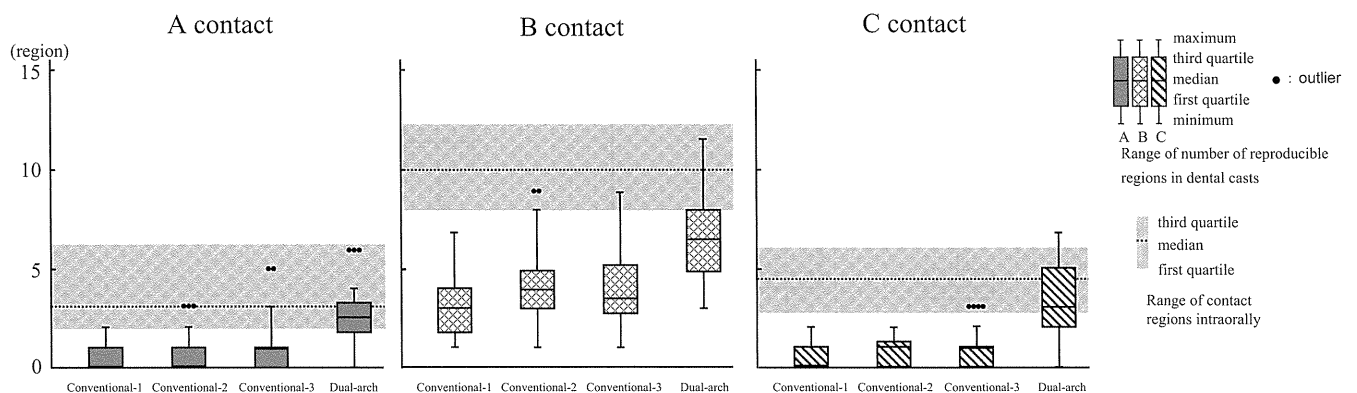 A contact
B contact
C contact
(region)
15
10
5
0
Conventional-1 Conventional-2 Conventional-3 Dual-arch
Conventional-1 Conventional-2 Conventional-3 Dual-arch
Conventional-1 Conventional-2 Conventional-3 Dual-arch
maximum
third quartile
median
first quartile
minimum
A B C
: outlier
Range of number of reproducible
regions in dental casts
third quartile
median
first quartile
Range of contact
regions intraorally